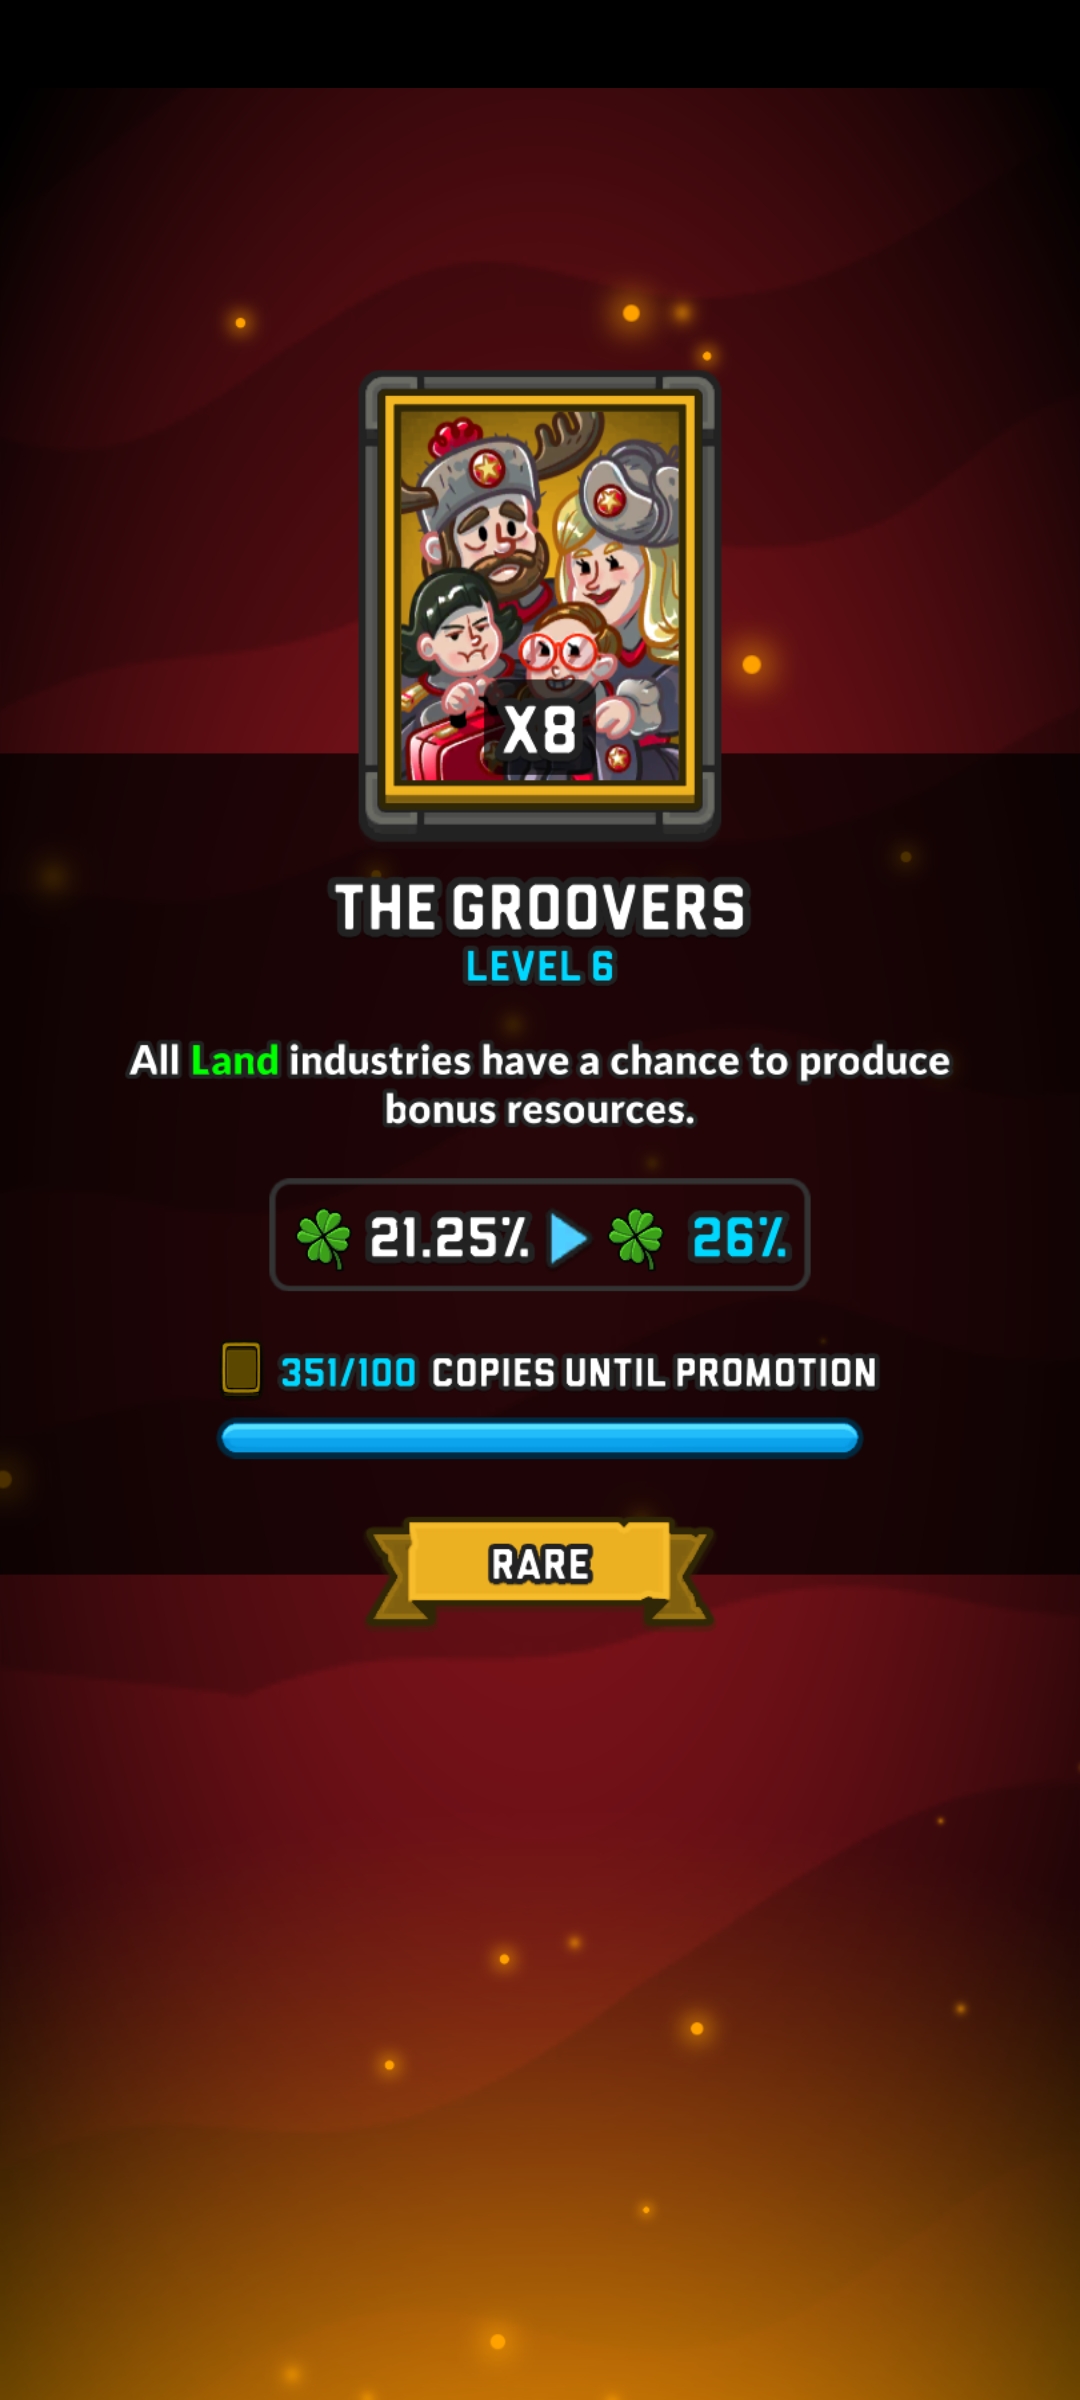 X8
THE GROOVERS
LEVEL 6
All Land industries have a chance to produce
bonus resources.
21.25% 26%
351/100 COPIES UNTIL PROMOTION
RARE